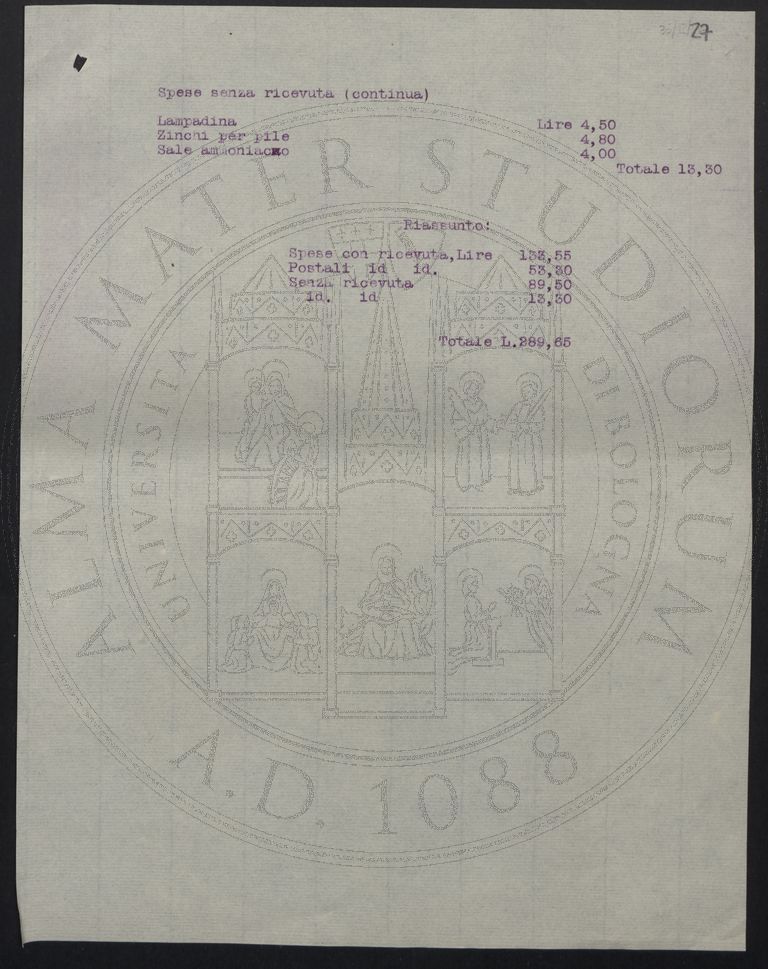 27
Spese senza ricevuta (continua)
Lampadina Lire 4,50
Zinchi per pile 4,80
Sale ammoniaco 4,00
Totale 13,30
Riassunto:
Spese con ricevuta,Lire 133,55
Postali id id. 53,30
Senza ricevuta 89,50
id. id 13,30
Totale L.289,65
ALMA MATER STUDIORUM
UNIVERSITA DI BOLOGNA
A.D. 1088